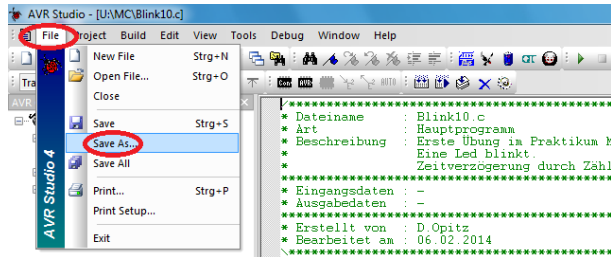 AVR Studio - [U:\MC\Blink10.c]
File Project Build Edit View Tools Debug Window Help
New File Strg+N
Open File... Strg+O
Close
Save Strg+S
Save As...
Save All
Print... Strg+P
Print Setup...
Exit
AVR Studio 4
Tra
AVR
AUTO
/**************************************************
* Dateiname : Blink10.c
* Art : Hauptprogramm
* Beschreibung : Erste Übung im Praktikum M
* Eine Led blinkt.
* Zeitverzögerung durch Zähl
**************************************************
* Eingangsdaten : -
* Ausgabedaten : -
**************************************************
* Erstellt von : D.Opitz
* Bearbeitet am : 06.02.2014
\**************************************************